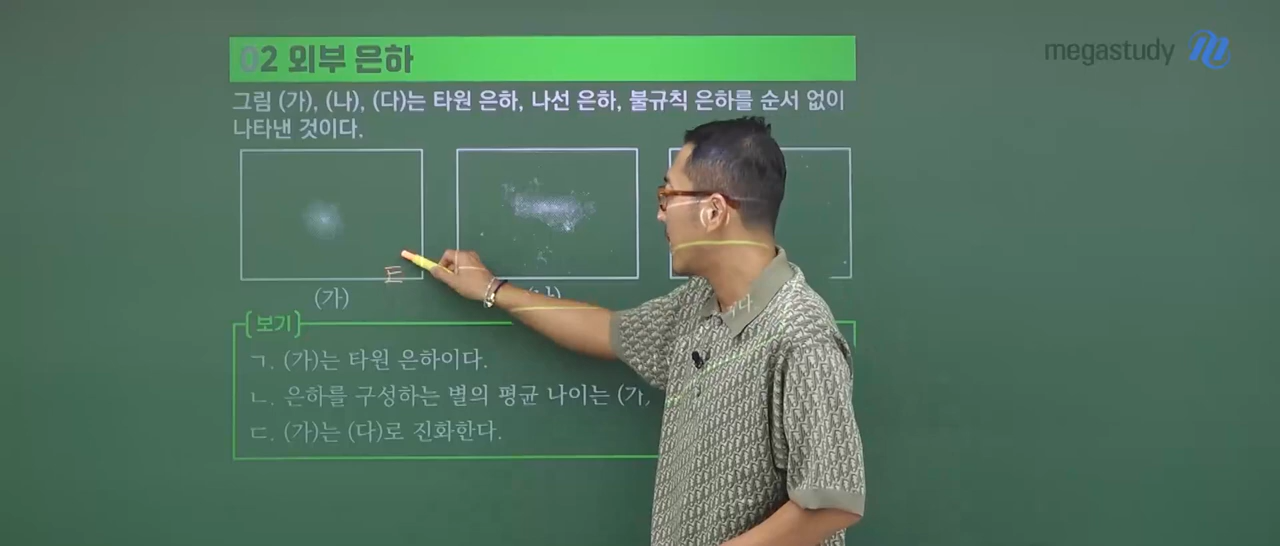 02 외부 은하
megastudy
그림 (가), (나), (다)는 타원 은하, 나선 은하, 불규칙 은하를 순서 없이
나타낸 것이다.
E
(가)
보기
ㄱ. (가)는 타원 은하이다.
ㄴ. 은하를 구성하는 별의 평균 나이는 (가)
ㄷ. (가)는 (다)로 진화한다.